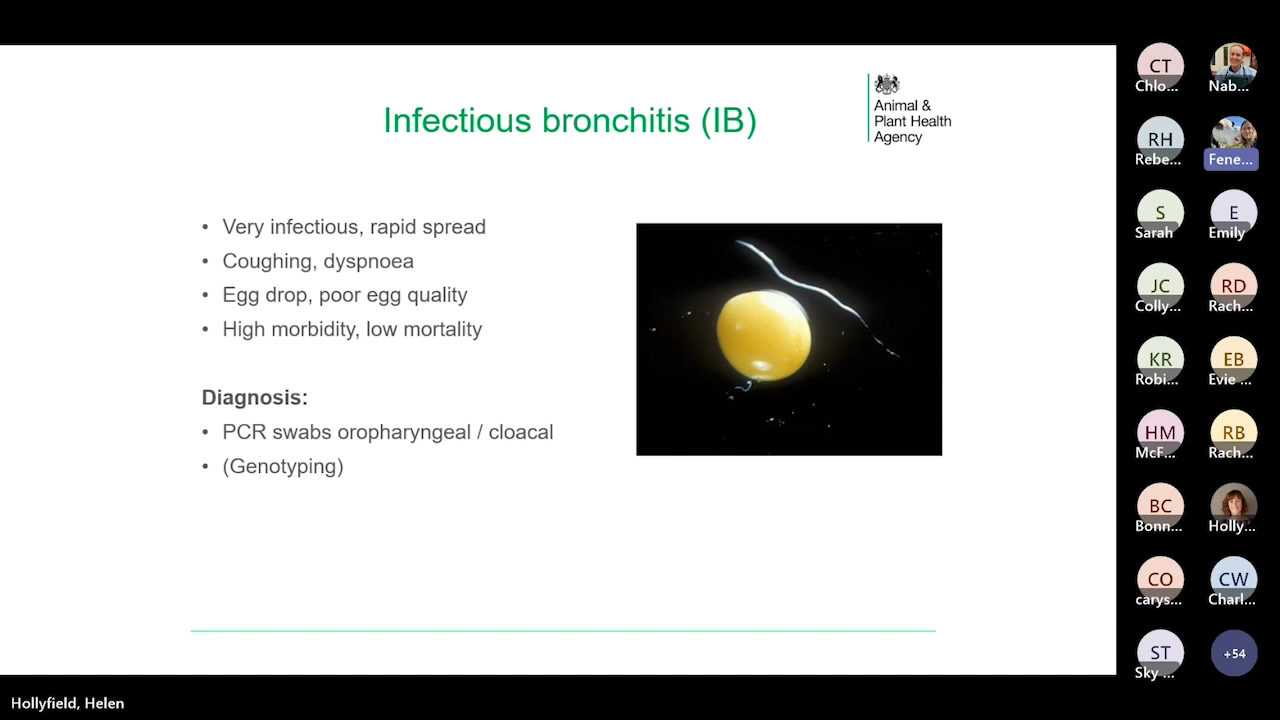 Infectious bronchitis (IB)
Animal &
Plant Health
Agency
• Very infectious, rapid spread
• Coughing, dyspnoea
• Egg drop, poor egg quality
• High morbidity, low mortality
Diagnosis:
• PCR swabs oropharyngeal / cloacal
• (Genotyping)
CT
Chlo...
Nab...
RH
Rebe...
Fene...
S
Sarah
E
Emily
JC
Colly...
RD
Rach...
KR
Robi...
EB
Evie ...
HM
McF...
RB
Rach...
BC
Bonn...
Holly...
CO
carys...
CW
Charl...
ST
Sky ...
+54
Hollyfield, Helen